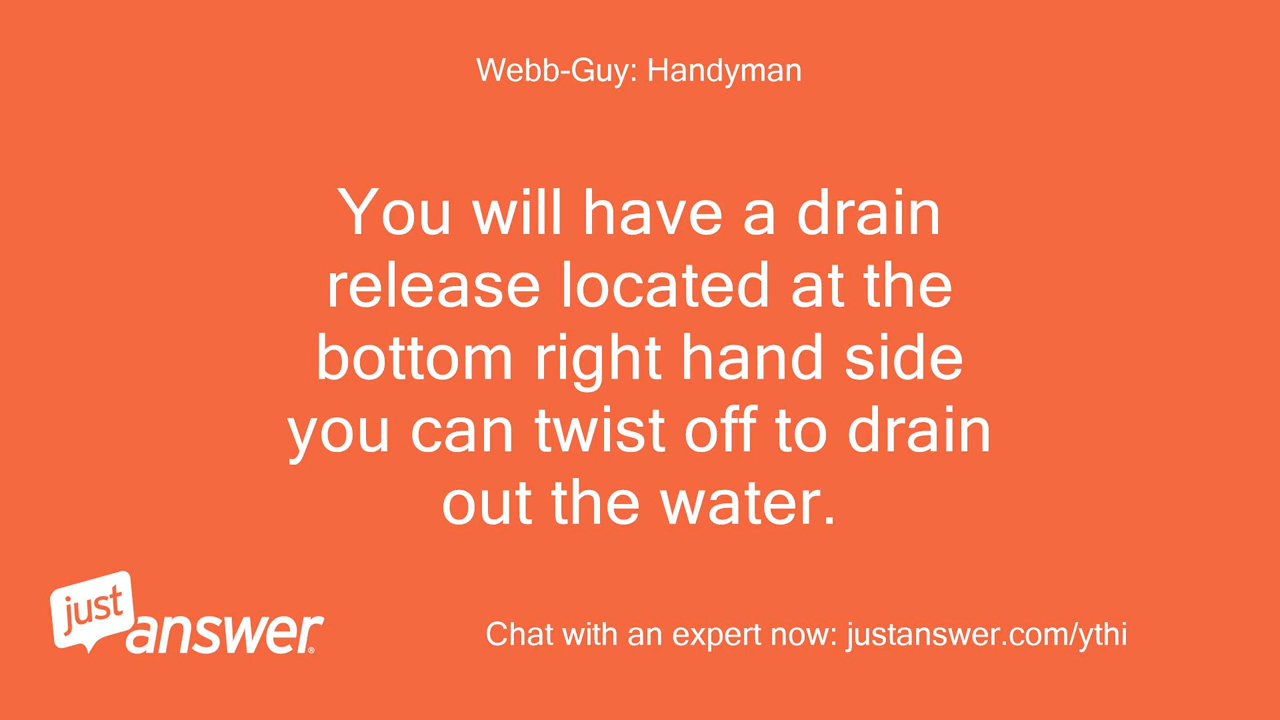 Webb-Guy: Handyman
You will have a drain
release located at the
bottom right hand side
you can twist off to drain
out the water.
just
answer®
Chat with an expert now: justanswer.com/ythi